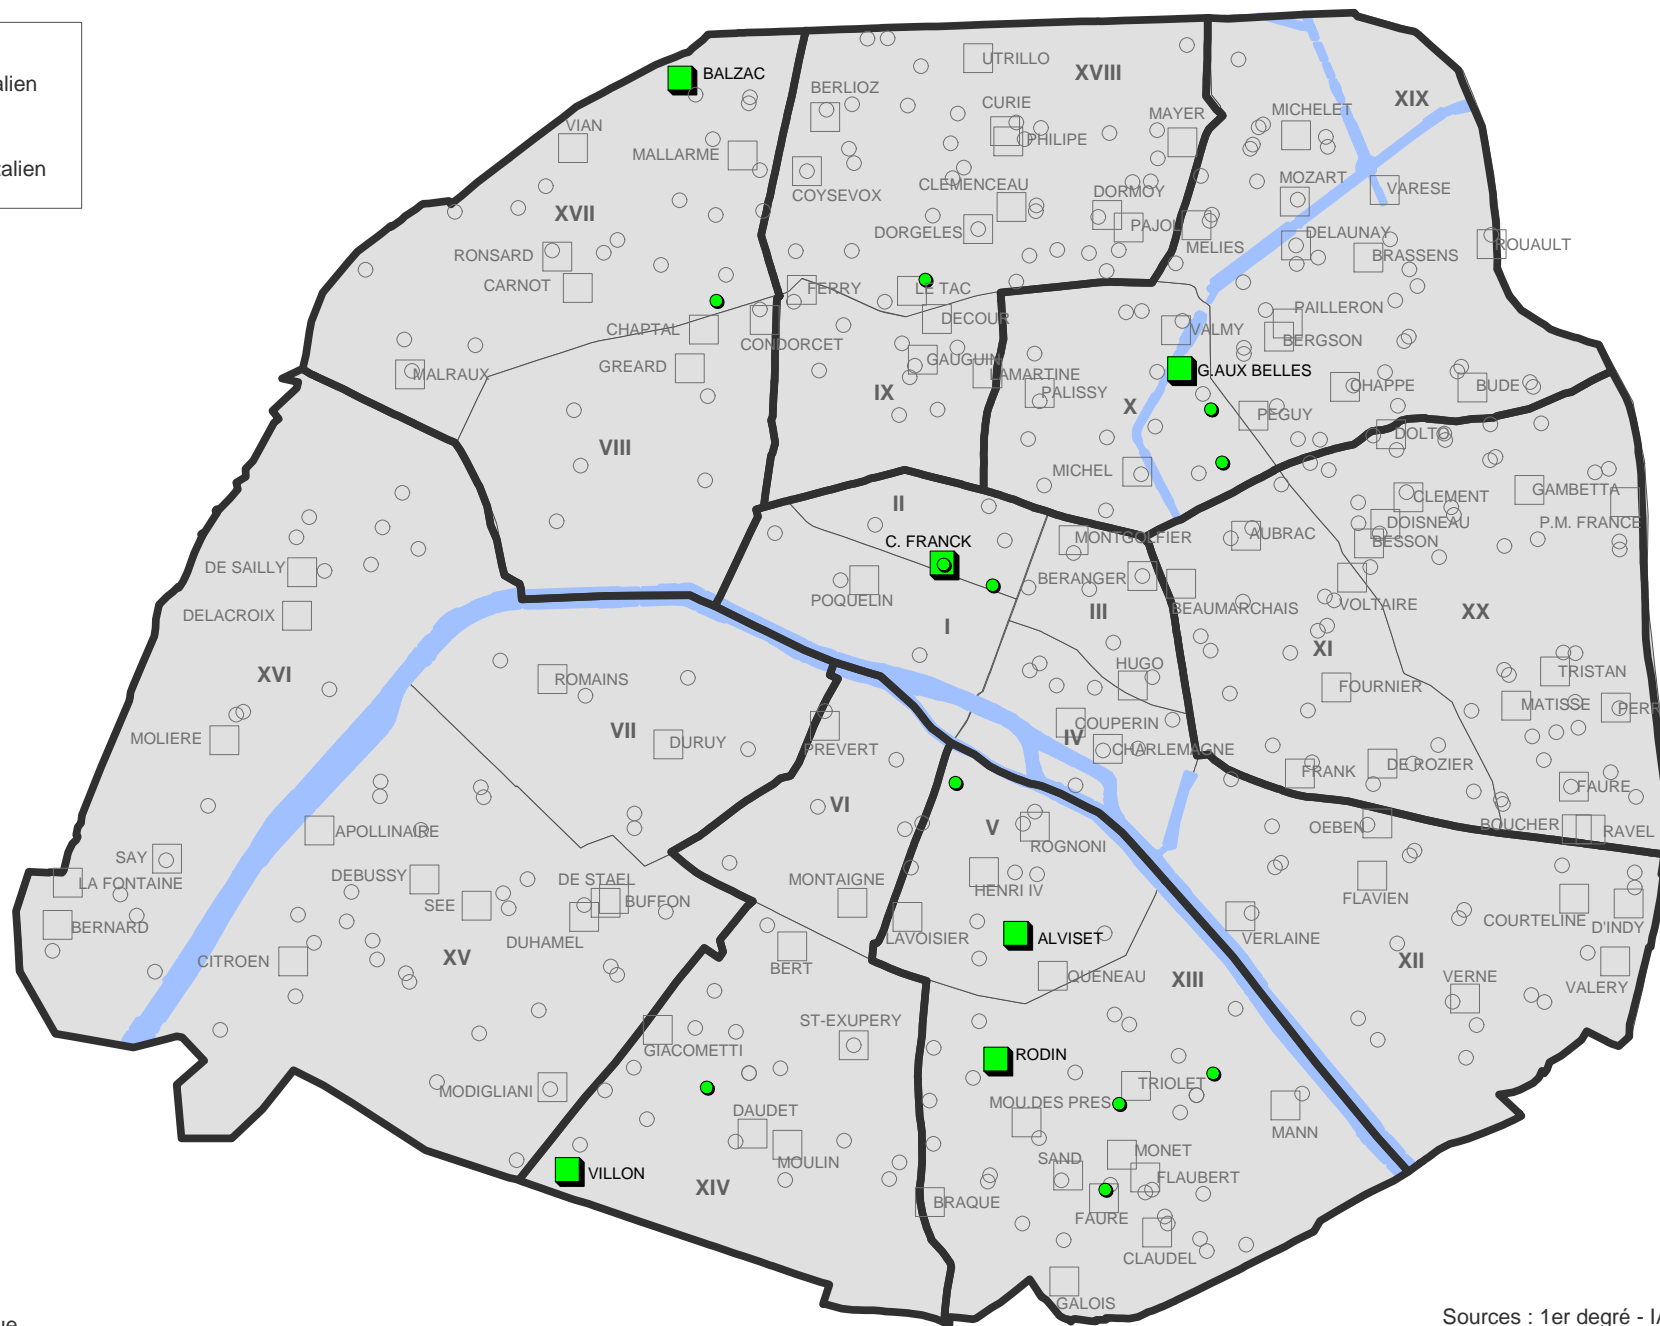 alien
talien
BALZAC
UTRILLO
XVIII
BERLIOZ
CURIE
XIX
MAYER
MICHELET
VIAN
MALLARME
PHILIPE
COYSEVOX
CLEMENCEAU
DORMOY
MOZART
VARESE
XVII
DORGELES
PAJOL
MELIES
DELAUNAY
BRASSENS
ROUAULT
RONSARD
CARNOT
FERRY
LE TAC
DECOUR
PAILLERON
CHAPTAL
CONDORCET
VALMY
BERGSON
GREARD
GAUGUIN
LAMARTINE
G.AUX BELLES
MALRAUX
IX
PALISSY
X
CHAPPE
BUDE
PEGUY
DOLTO
VIII
MICHEL
II
CLEMENT
GAMBETTA
DOISNEAU
P.M. FRANCE
C. FRANCK
MONTGOLFIER
AUBRAC
BESSON
DE SAILLY
BERANGER
POQUELIN
BEAUMARCHAIS
VOLTAIRE
DELACROIX
I
III
XX
XI
XVI
HUGO
TRISTAN
ROMAINS
FOURNIER
MATISSE
PERR
MOLIERE
VII
DURUY
PREVERT
COUPERIN
IV
CHARLEMAGNE
FRANK
DE ROZIER
FAURE
VI
APOLLINAIRE
V
OEBEN
BOUCHER
RAVEL
SAY
ROGNONI
LA FONTAINE
DEBUSSY
DE STAEL
MONTAIGNE
HENRI IV
FLAVIEN
SEE
BUFFON
COURTELINE
D'INDY
BERNARD
DUHAMEL
LAVOISIER
ALVISET
VERLAINE
CITROEN
XV
BERT
QUENEAU
XIII
XII
VERNE
VALERY
ST-EXUPERY
GIACOMETTI
RODIN
MODIGLIANI
TRIOLET
MOU.DES PRES
DAUDET
MANN
MOULIN
MONET
VILLON
SAND
FLAUBERT
XIV
BRAQUE
FAURE
CLAUDEL
GALOIS
Sources : 1er degré - IA
ue